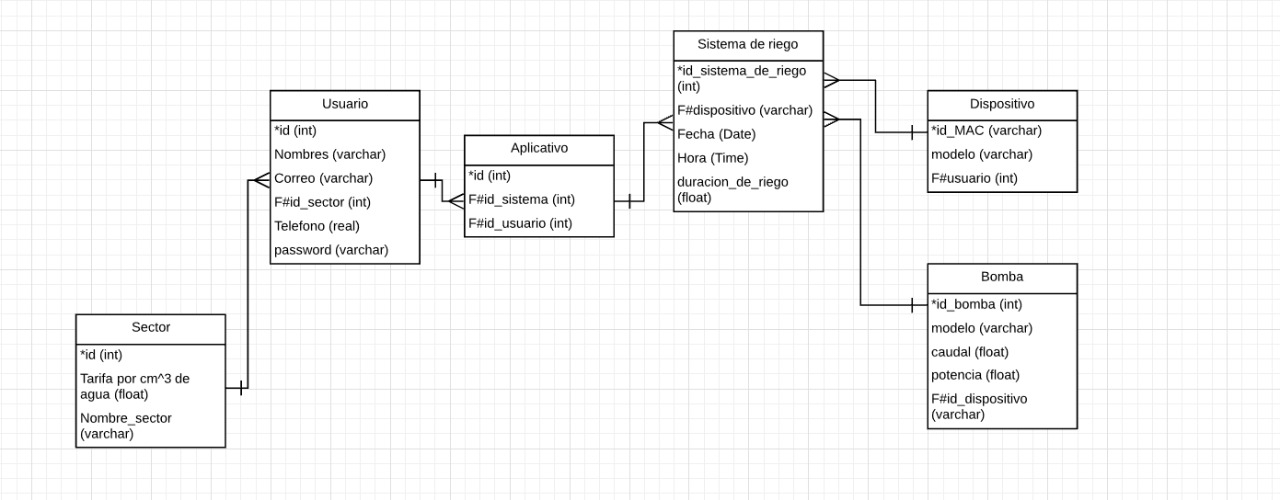 Sistema de riego
*id_sistema_de_riego
(int)
F#dispositivo (varchar)
Fecha (Date)
Hora (Time)
duracion_de_riego
(float)
Usuario
*id (int)
Nombres (varchar)
Correo (varchar)
F#id_sector (int)
Telefono (real)
password (varchar)
Aplicativo
*id (int)
F#id_sistema (int)
F#id_usuario (int)
Dispositivo
*id_MAC (varchar)
modelo (varchar)
F#usuario (int)
Bomba
*id_bomba (int)
modelo (varchar)
caudal (float)
potencia (float)
F#id_dispositivo
(varchar)
Sector
*id (int)
Tarifa por cm^3 de
agua (float)
Nombre_sector
(varchar)